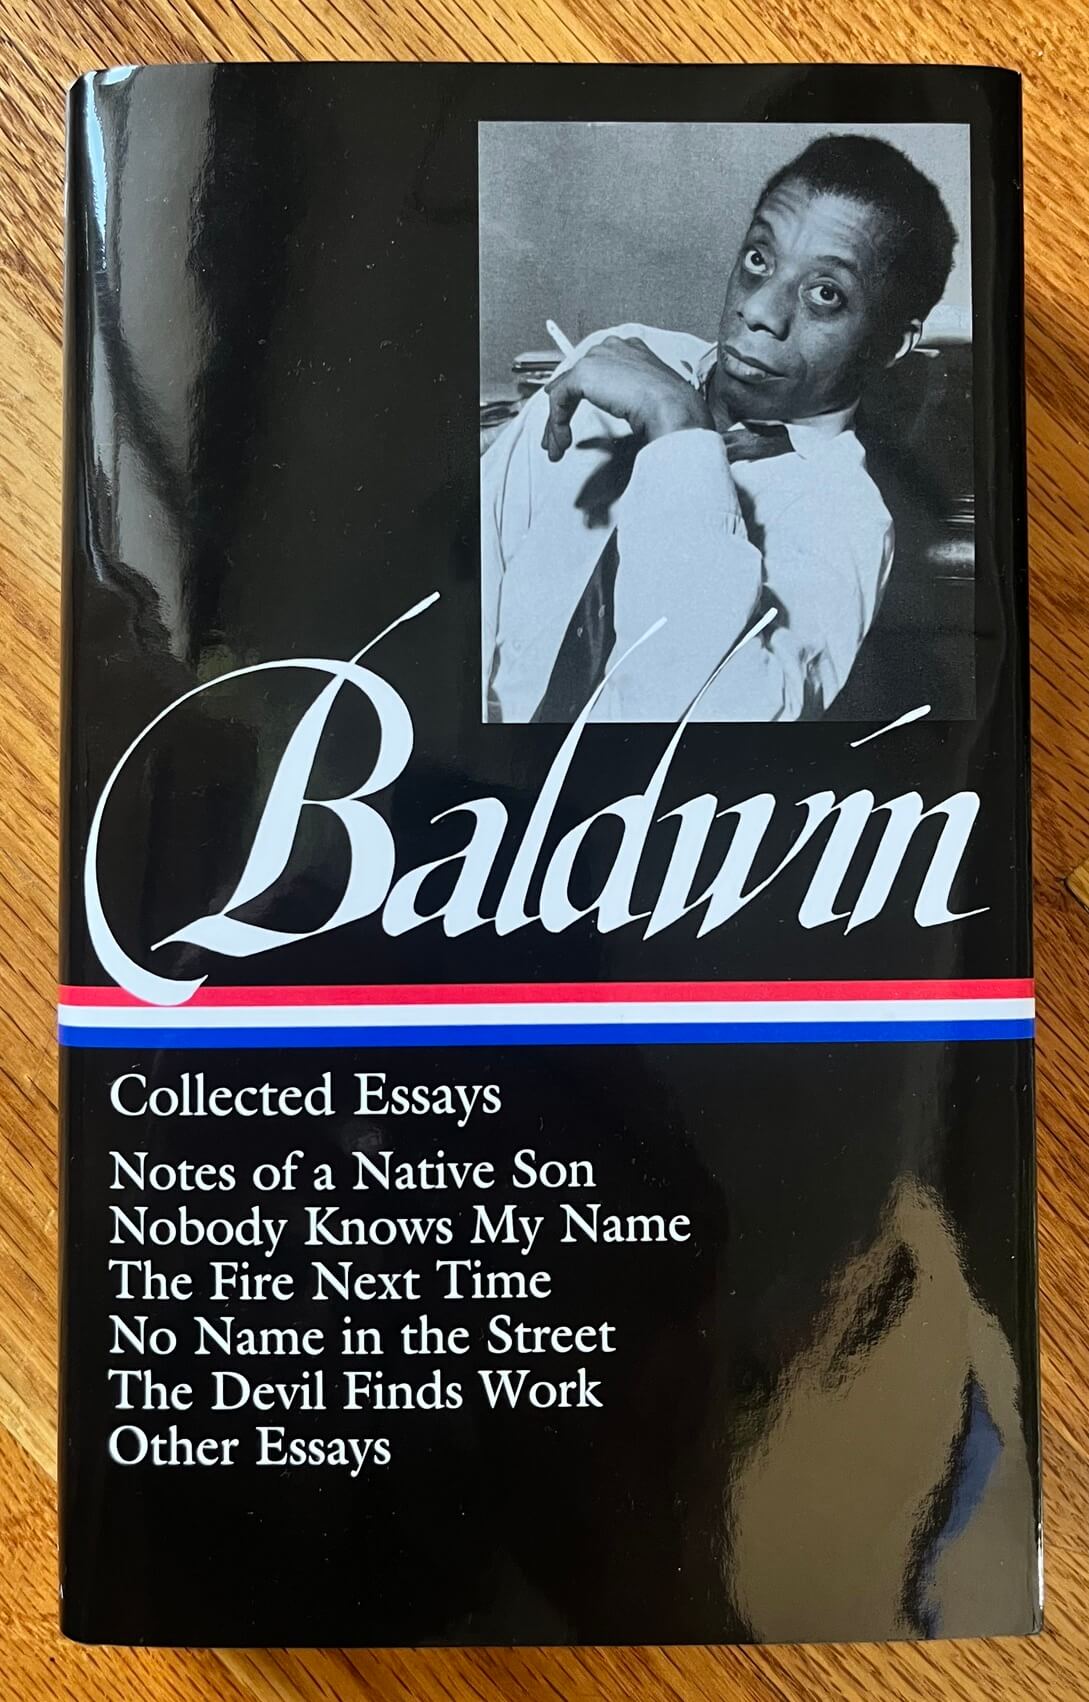 Baldwin
Collected Essays
Notes of a Native Son
Nobody Knows My Name
The Fire Next Time
No Name in the Street
The Devil Finds Work
Other Essays